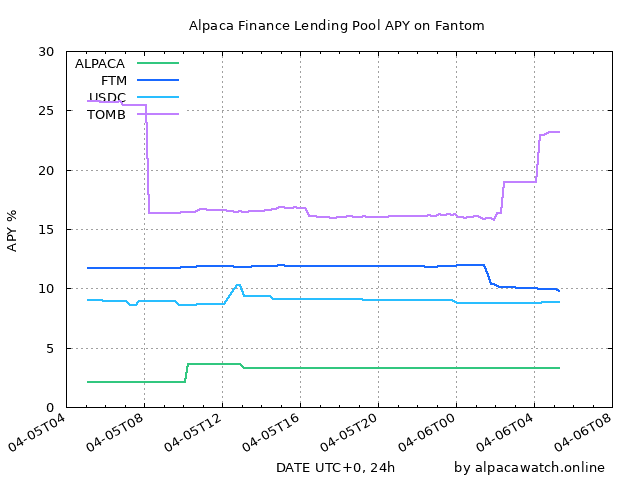 Alpaca Finance Lending Pool APY on Fantom
APY %
30
25
20
15
10
5
0
ALPACA
FTM
USDC
TOMB
04-05T04
04-05T08
04-05T12
04-05T16
04-05T20
04-06T00
04-06T04
04-06T08
DATE UTC+0, 24h
by alpacawatch.online